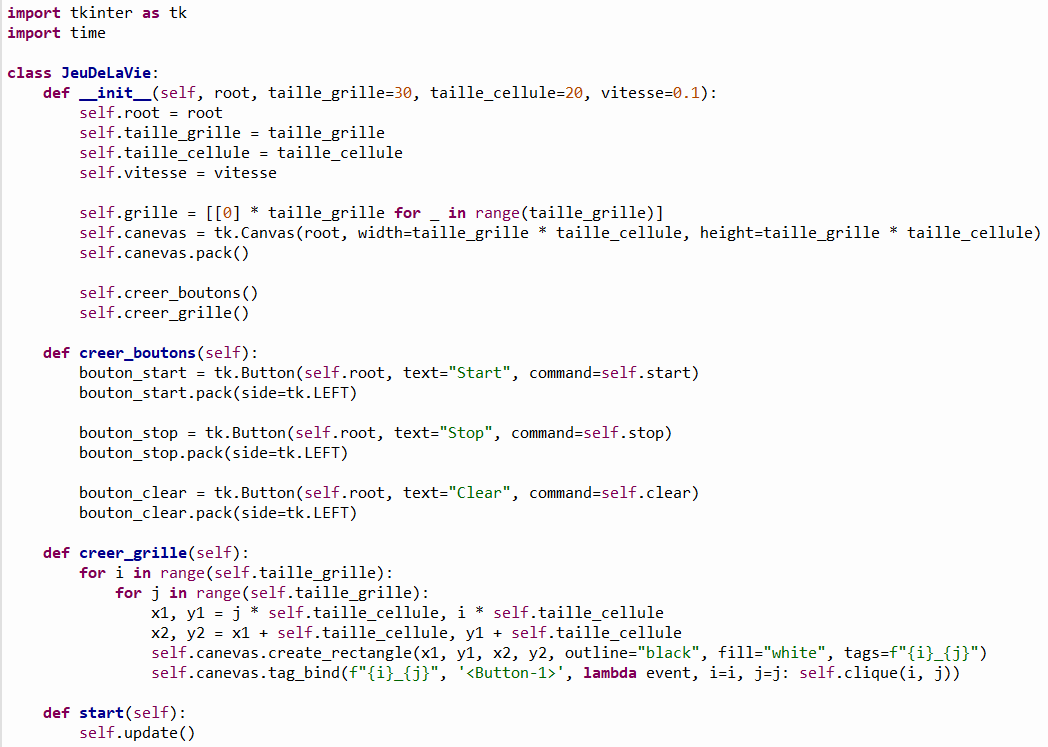 import tkinter as tk
import time

class JeuDeLaVie:
    def __init__(self, root, taille_grille=30, taille_cellule=20, vitesse=0.1):
        self.root = root
        self.taille_grille = taille_grille
        self.taille_cellule = taille_cellule
        self.vitesse = vitesse

        self.grille = [[0] * taille_grille for _ in range(taille_grille)]
        self.canevas = tk.Canvas(root, width=taille_grille * taille_cellule, height=taille_grille * taille_cellule)
        self.canevas.pack()

        self.creer_boutons()
        self.creer_grille()

    def creer_boutons(self):
        bouton_start = tk.Button(self.root, text="Start", command=self.start)
        bouton_start.pack(side=tk.LEFT)

        bouton_stop = tk.Button(self.root, text="Stop", command=self.stop)
        bouton_stop.pack(side=tk.LEFT)

        bouton_clear = tk.Button(self.root, text="Clear", command=self.clear)
        bouton_clear.pack(side=tk.LEFT)

    def creer_grille(self):
        for i in range(self.taille_grille):
            for j in range(self.taille_grille):
                x1, y1 = j * self.taille_cellule, i * self.taille_cellule
                x2, y2 = x1 + self.taille_cellule, y1 + self.taille_cellule
                self.canevas.create_rectangle(x1, y1, x2, y2, outline="black", fill="white", tags=f"{i}_{j}")
                self.canevas.tag_bind(f"{i}_{j}", '<Button-1>', lambda event, i=i, j=j: self.clique(i, j))

    def start(self):
        self.update()